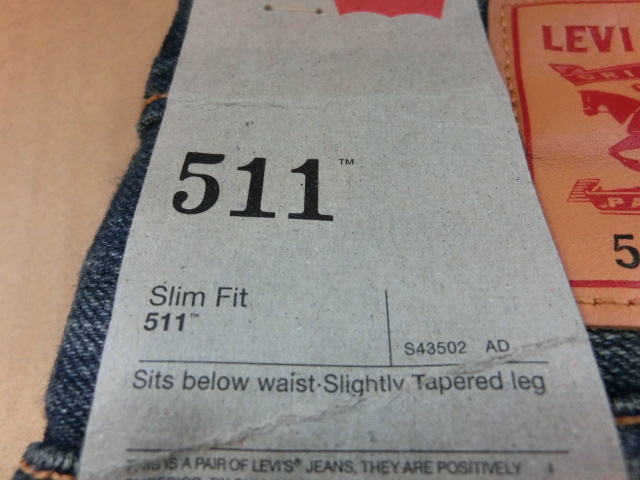 511™
Slim Fit
511™
S43502 AD
Sits below waist·Slightly Tapered leg
THIS IS A PAIR OF LEVI'S® JEANS, THEY ARE POSITIVELY
LEVI
5